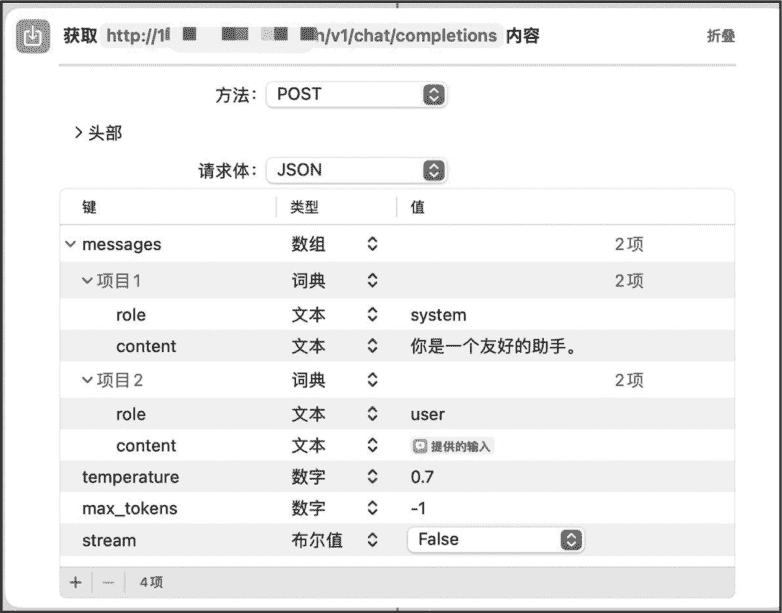 获取 http://1 n/v1/chat/completions 内容 折叠
方法: POST
头部
请求体: JSON
键 类型 值
messages 数组 2项
项目1 词典 2项
role 文本 system
content 文本 你是一个友好的助手。
项目2 词典 2项
role 文本 user
content 文本 提供的输入
temperature 数字 0.7
max_tokens 数字 -1
stream 布尔值 False
+ − 4项